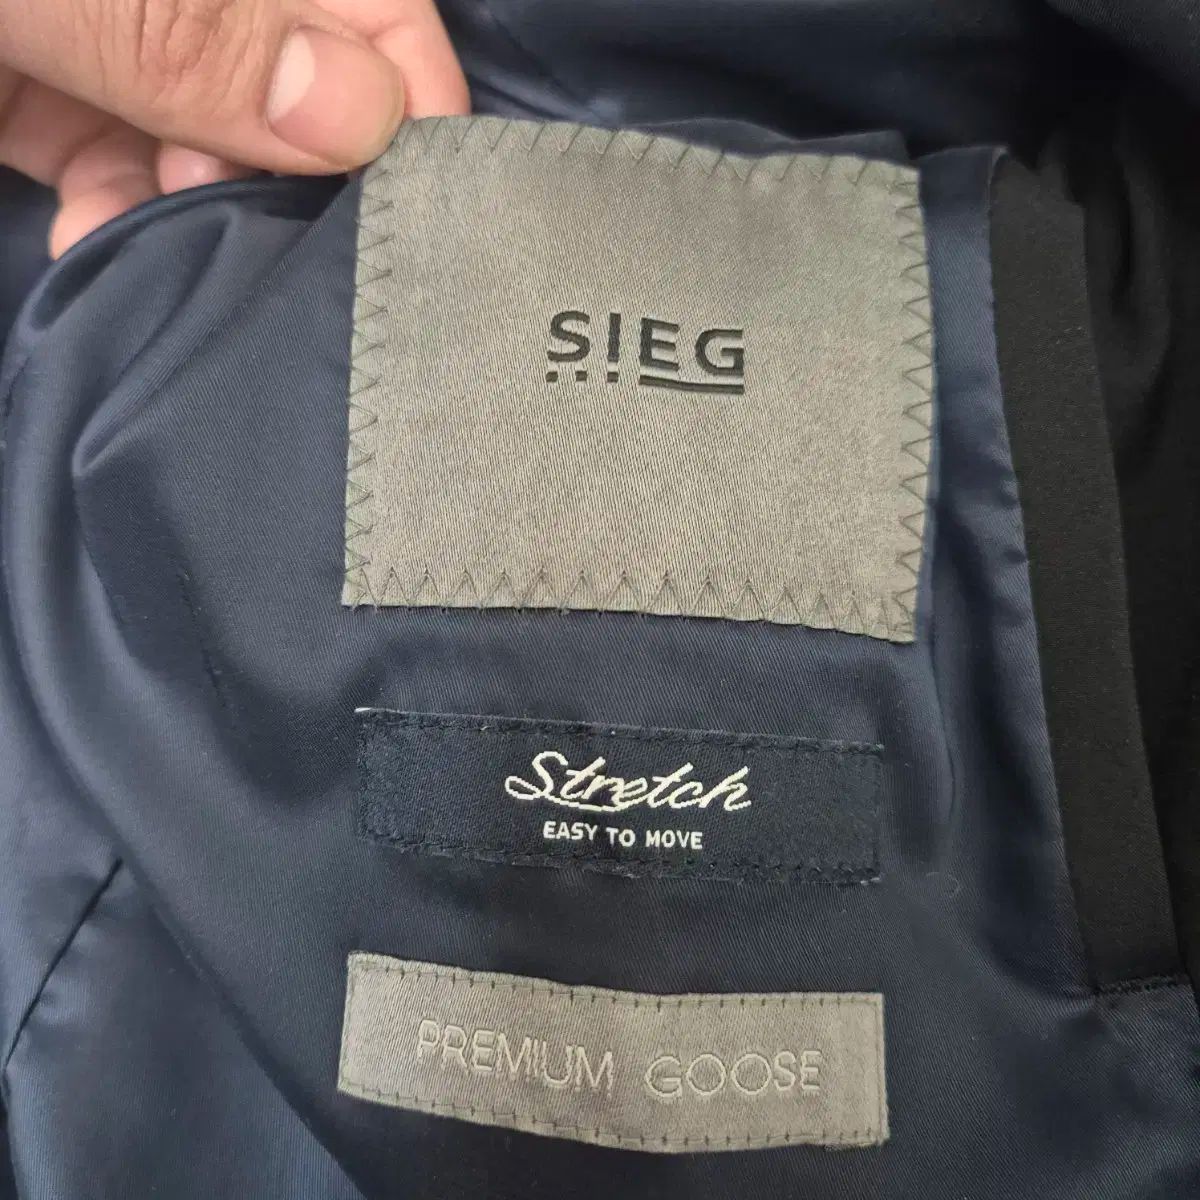 SIEG
Stretch
EASY TO MOVE
PREMIUM GOOSE